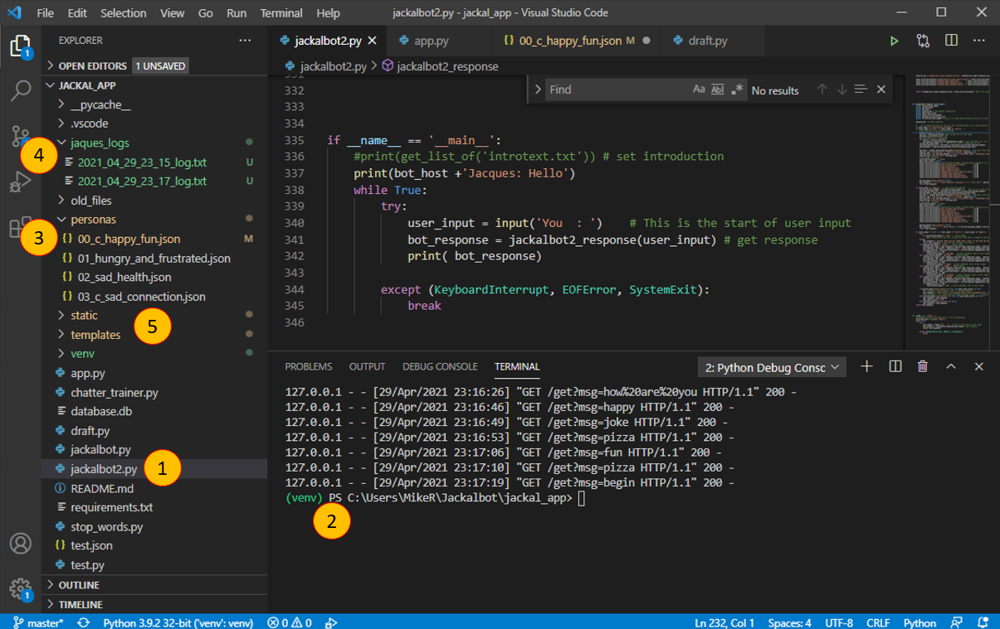 File Edit Selection View Go Run Terminal Help jackalbot2.py - jackal_app - Visual Studio Code
EXPLORER
OPEN EDITORS 1 UNSAVED
JACKAL_APP
__pycache__
.vscode
jaques_logs
2021_04_29_23_15_log.txt U
2021_04_29_23_17_log.txt U
old_files
personas
00_c_happy_fun.json M
01_hungry_and_frustrated.json
02_sad_health.json
03_c_sad_connection.json
static
templates
venv
app.py
chatter_trainer.py
database.db
draft.py
jackalbot.py
jackalbot2.py
README.md
requirements.txt
stop_words.py
test.json
test.py
OUTLINE
TIMELINE
1
4
3
5
1
2
1
jackalbot2.py app.py 00_c_happy_fun.json M draft.py
jackalbot2.py > jackalbot2_response
Find Aa Abl .* No results
331
332
333
334
335 if __name__ == '__main__':
336 #print(get_list_of('introtext.txt')) # set introduction
337 print(bot_host +'Jacques: Hello')
338 while True:
339 try:
340 user_input = input('You  : ') # This is the start of user input
341 bot_response = jackalbot2_response(user_input) # get response
342 print( bot_response)
343
344 except (KeyboardInterrupt, EOFError, SystemExit):
345 break
346
PROBLEMS OUTPUT DEBUG CONSOLE TERMINAL 2: Python Debug Consc
127.0.0.1 - - [29/Apr/2021 23:16:26] "GET /get?msg=how%20are%20you HTTP/1.1" 200 -
127.0.0.1 - - [29/Apr/2021 23:16:46] "GET /get?msg=happy HTTP/1.1" 200 -
127.0.0.1 - - [29/Apr/2021 23:16:49] "GET /get?msg=joke HTTP/1.1" 200 -
127.0.0.1 - - [29/Apr/2021 23:16:53] "GET /get?msg=pizza HTTP/1.1" 200 -
127.0.0.1 - - [29/Apr/2021 23:17:06] "GET /get?msg=fun HTTP/1.1" 200 -
127.0.0.1 - - [29/Apr/2021 23:17:10] "GET /get?msg=pizza HTTP/1.1" 200 -
127.0.0.1 - - [29/Apr/2021 23:17:19] "GET /get?msg=begin HTTP/1.1" 200 -
(venv) PS C:\Users\MikeR\Jackalbot\jackal_app>
master* Python 3.9.2 32-bit ('venv': venv) 0 0 Ln 232, Col 1 Spaces: 4 UTF-8 CRLF Python